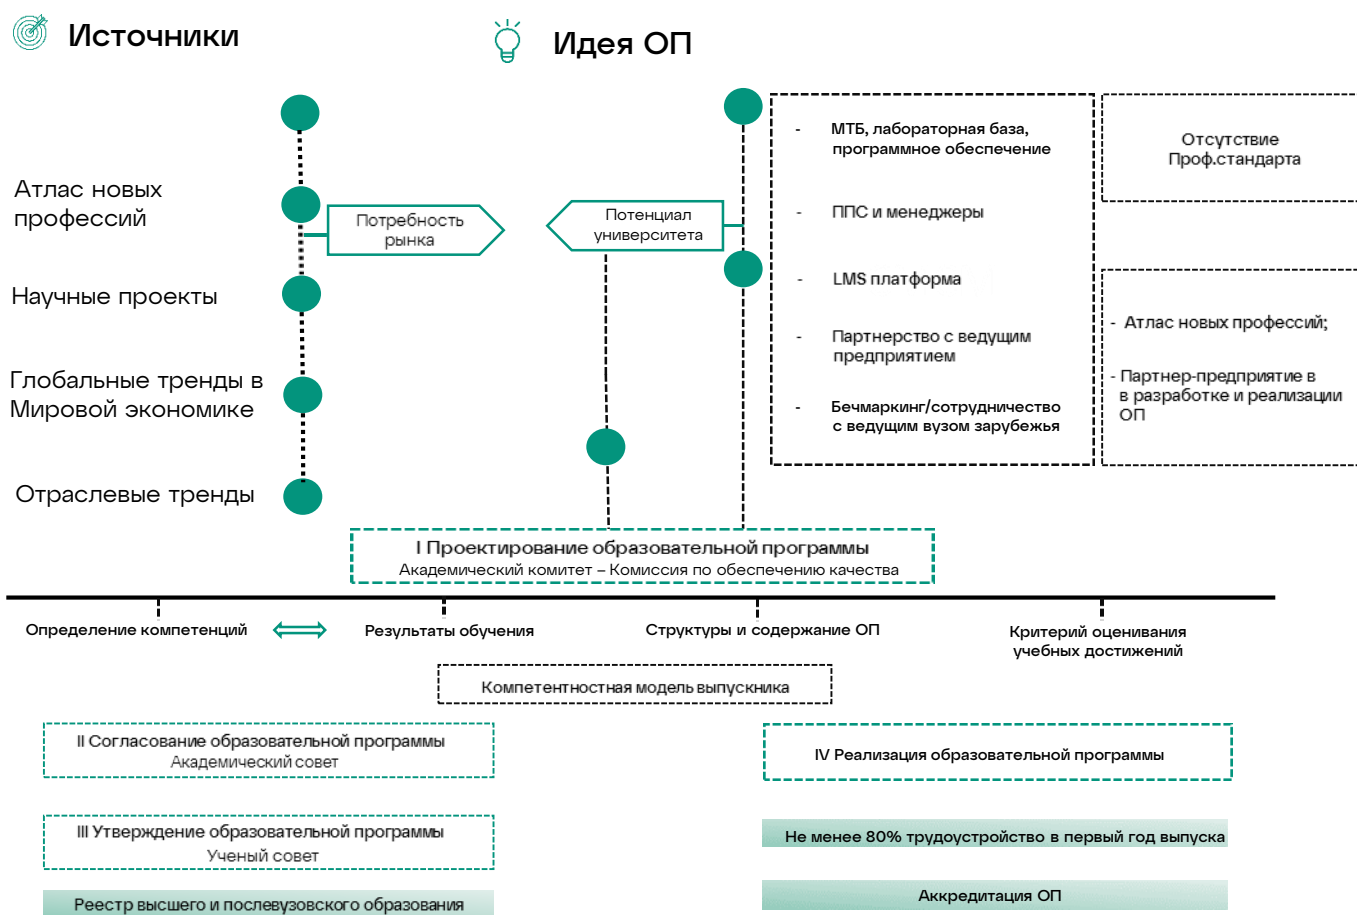 Источники
Идея ОП
Атлас новых
профессий
Научные проекты
Глобальные тренды в
Мировой экономике
Отраслевые тренды
Потребность
рынка
Потенциал
университета
- МТБ, лабораторная база,
программное обеспечение
- ППС и менеджеры
- LMS платформа
- Партнерство с ведущим
предприятием
- Бечмаркинг/сотрудничество
с ведущим вузом зарубежья
Отсутствие
Проф.стандарта
- Атлас новых профессий;
- Партнер-предприятие в
в разработке и реализации
ОП
I Проектирование образовательной программы
Академический комитет – Комиссия по обеспечению качества
Определение компетенций
Результаты обучения
Структуры и содержание ОП
Критерий оценивания
учебных достижений
Компетентностная модель выпускника
II Согласование образовательной программы
Академический совет
III Утверждение образовательной программы
Ученый совет
Реестр высшего и послевузовского образования
IV Реализация образовательной программы
Не менее 80% трудоустройство в первый год выпуска
Аккредитация ОП